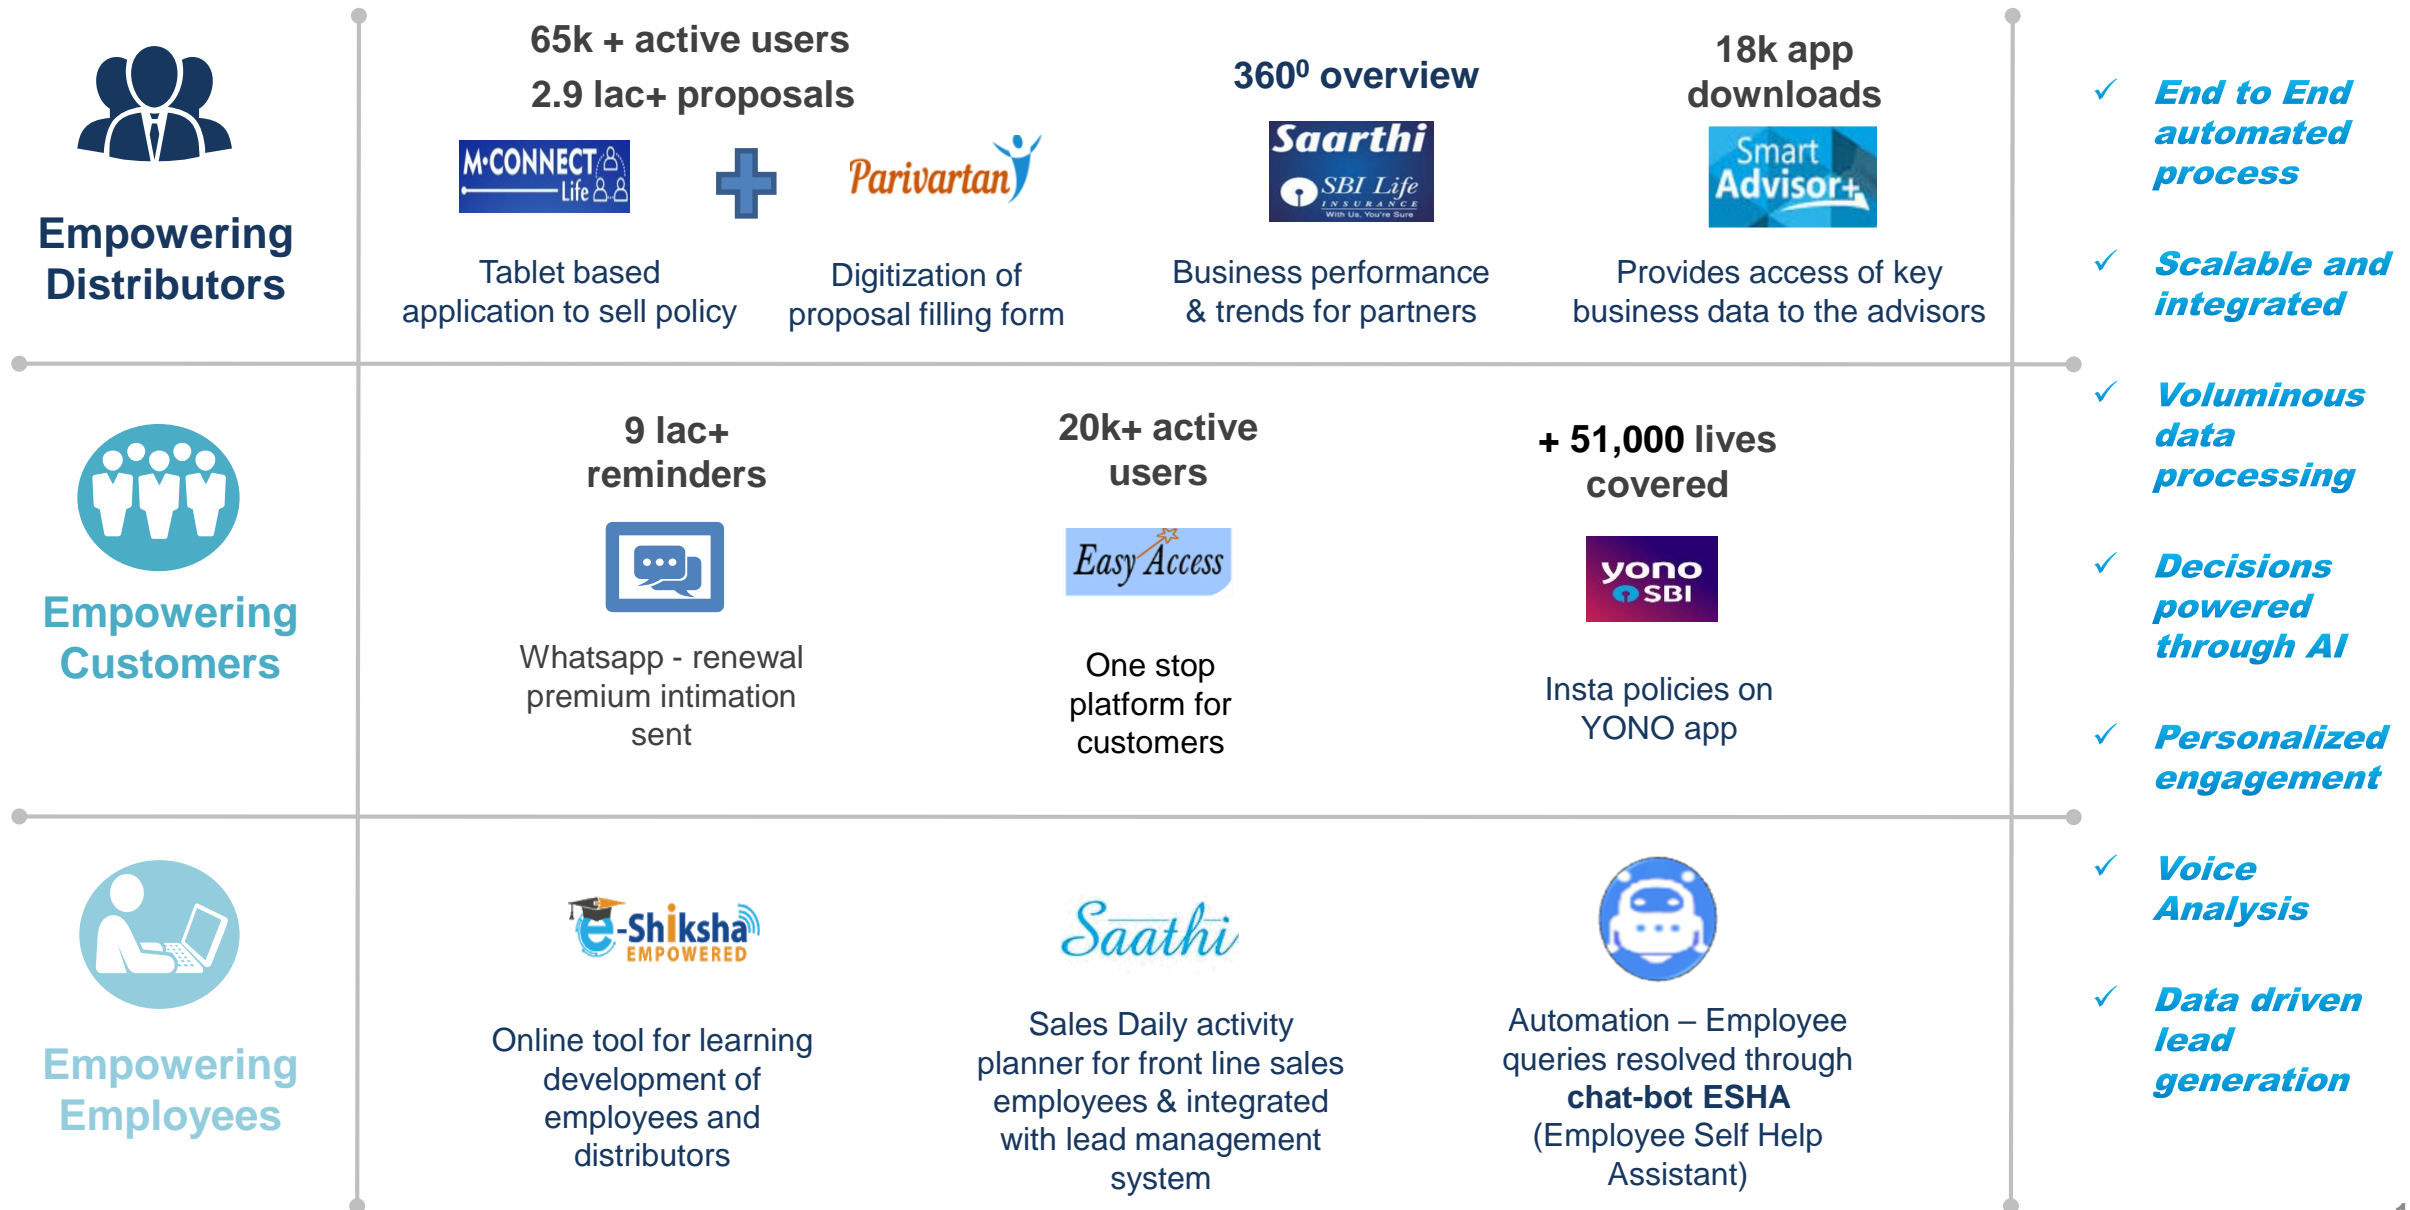 Empowering
Distributors
65k + active users
2.9 lac+ proposals
M-CONNECT
Life
Parivartan
Tablet based
application to sell policy
Digitization of
proposal filling form
360⁰ overview
Saarthi
SBI Life
INSURANCE
With Us, You're Sure
Business performance
& trends for partners
18k app
downloads
Smart
Advisor+
Provides access of key
business data to the advisors
Empowering
Customers
9 lac+
reminders
Whatsapp - renewal
premium intimation
sent
20k+ active
users
Easy Access
One stop
platform for
customers
+ 51,000 lives
covered
yono
SBI
Insta policies on
YONO app
Empowering
Employees
e-Shiksha
EMPOWERED
Online tool for learning
development of
employees and
distributors
Saathi
Sales Daily activity
planner for front line sales
employees & integrated
with lead management
system
Automation – Employee
queries resolved through
chat-bot ESHA
(Employee Self Help
Assistant)
✓ End to End
automated
process
✓ Scalable and
integrated
✓ Voluminous
data
processing
✓ Decisions
powered
through AI
✓ Personalized
engagement
✓ Voice
Analysis
✓ Data driven
lead
generation